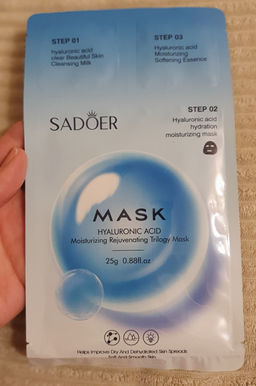 STEP 01
hyaluronic acid
clear Beautiful Skin
Cleansing Milk
STEP 03
Hyaluronic acid
Moisturizing
Softening Essence
SADOER
STEP 02
Hyaluronic acid
hydration
moisturizing mask
MASK
HYALURONIC ACID
Moisturizing Rejuvenating Trilogy Mask
25g 0.88fl.oz
Helps Improves Dry And Dehydrated Skin Spreads
Soft And Smooth Skin